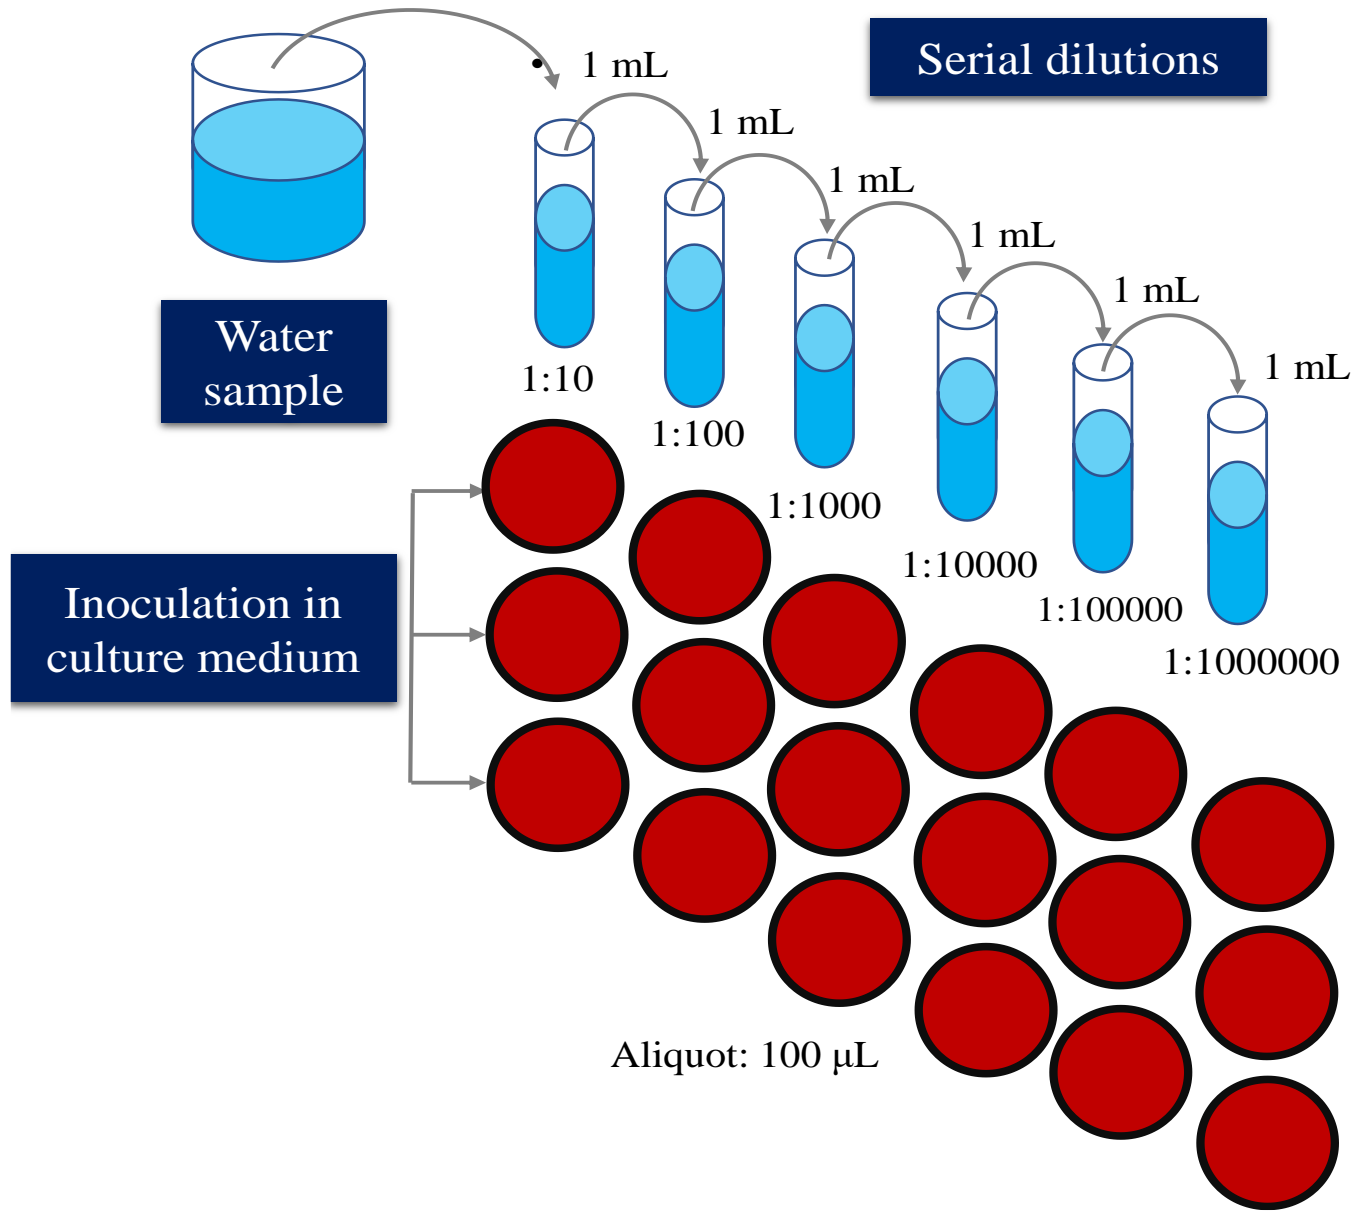 Serial dilutions
1 mL
1 mL
1 mL
1 mL
1 mL
1 mL
Water
sample
1:10
1:100
1:1000
1:10000
1:100000
1:1000000
Inoculation in
culture medium
Aliquot: 100 μL